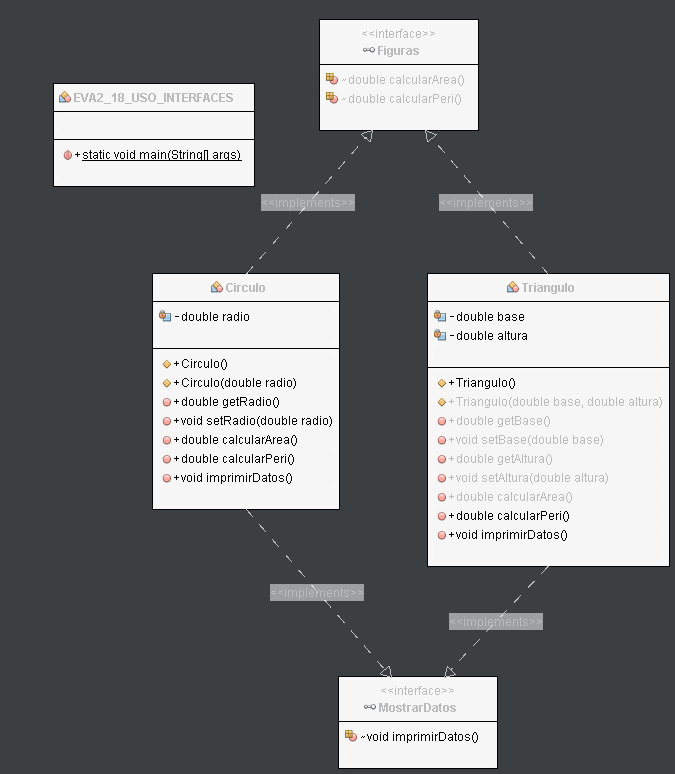 <<interface>>
Figuras
~double calcularArea()
~double calcularPeri()
EVA2_18_USO_INTERFACES
+static void main(String[] args)
<<implements>>
<<implements>>
Circulo
-double radio
+Circulo()
+Circulo(double radio)
+double getRadio()
+void setRadio(double radio)
+double calcularArea()
+double calcularPeri()
+void imprimirDatos()
Triangulo
-double base
-double altura
+Triangulo()
+Triangulo(double base, double altura)
+double getBase()
+void setBase(double base)
+double getAltura()
+void setAltura(double altura)
+double calcularArea()
+double calcularPeri()
+void imprimirDatos()
<<implements>>
<<implements>>
<<interface>>
MostrarDatos
~void imprimirDatos()